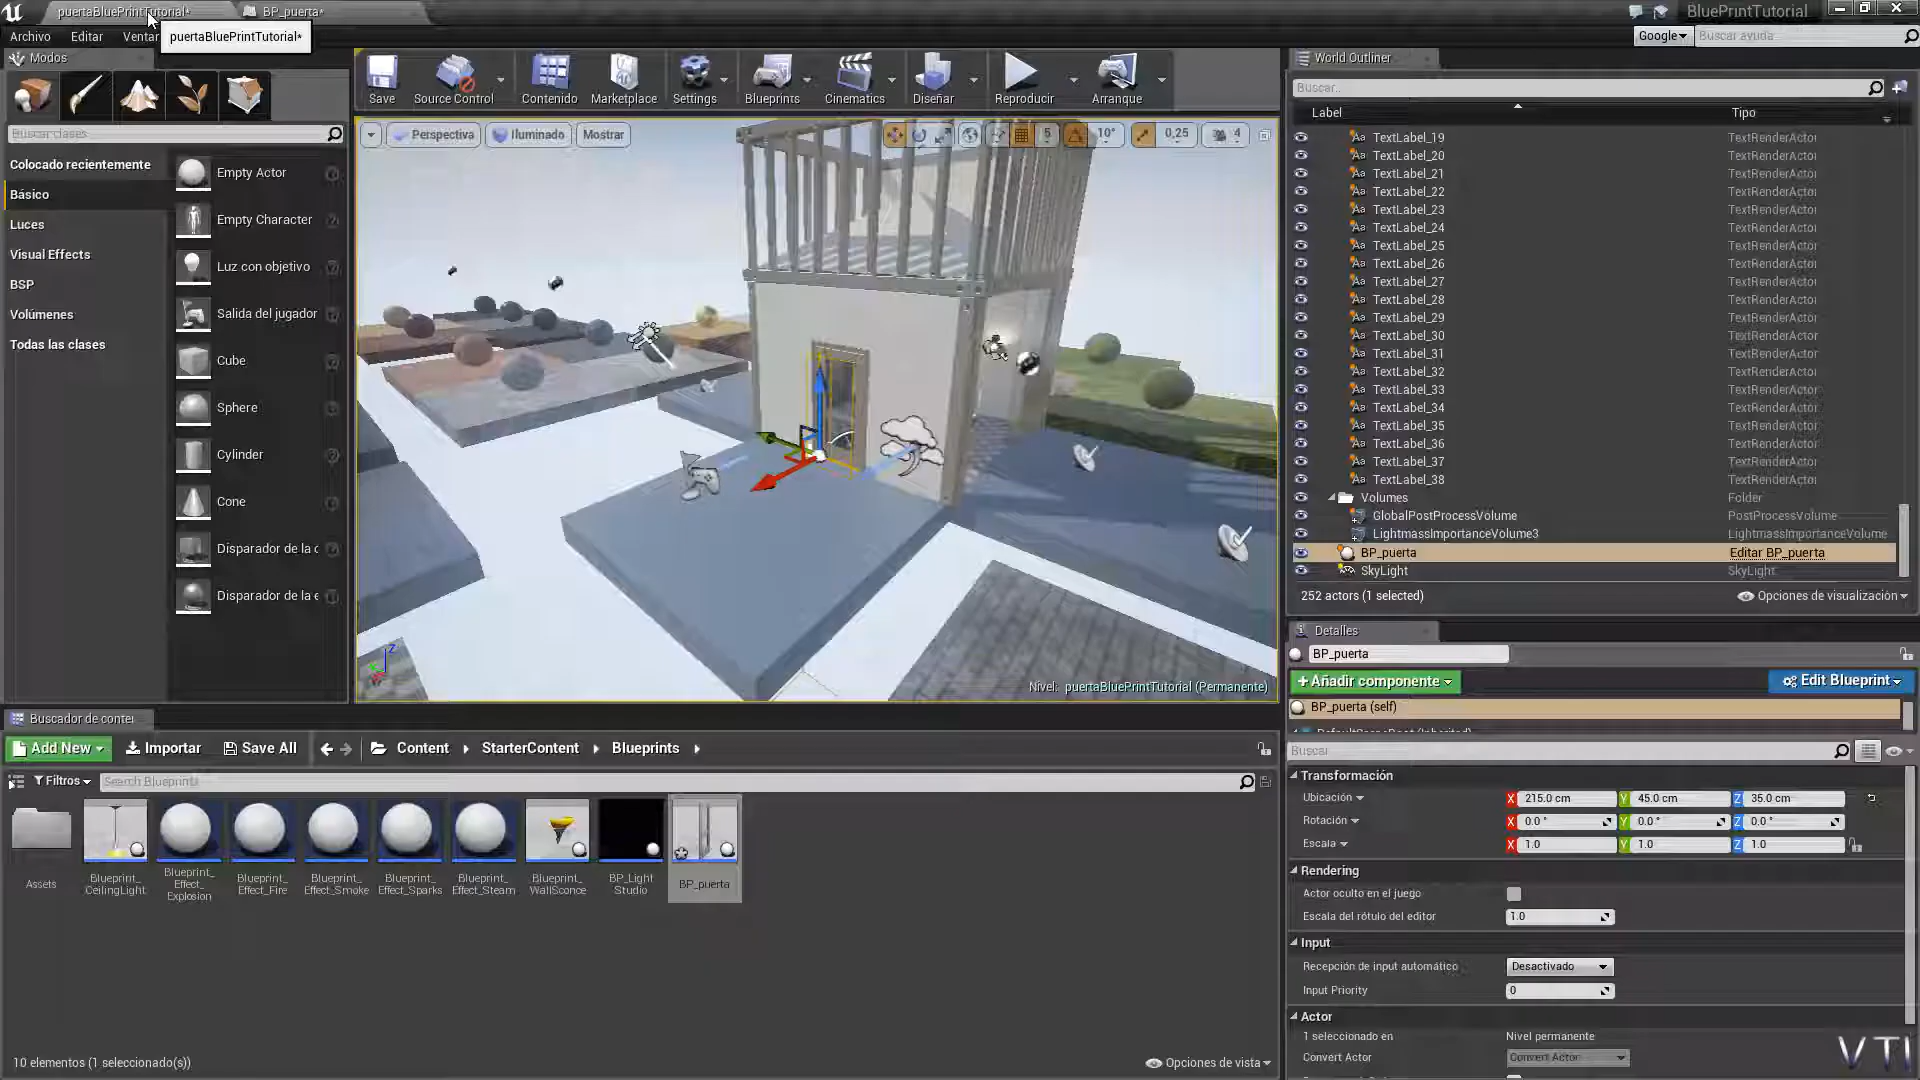 puertaBluePrintTutorial*
BP_puerta*
BluePrintTutorial
Archivo
Editar
Ventan
puertaBluePrintTutorial*
Google
Buscar ayuda
Modos
World Outliner
Save
Source Control
Contenido
Marketplace
Settings
Blueprints
Cinematics
Diseñar
Reproducir
Arranque
Buscar...
Label
Tipo
Buscar clases
Perspectiva
Iluminado
Mostrar
5
10°
0,25
4
Colocado recientemente
Básico
Luces
Visual Effects
BSP
Volúmenes
Todas las clases
Empty Actor
Empty Character
Luz con objetivo
Salida del jugador
Cube
Sphere
Cylinder
Cone
Disparador de la c
Disparador de la e
TextLabel_19 TextRenderActor
TextLabel_20 TextRenderActor
TextLabel_21 TextRenderActor
TextLabel_22 TextRenderActor
TextLabel_23 TextRenderActor
TextLabel_24 TextRenderActor
TextLabel_25 TextRenderActor
TextLabel_26 TextRenderActor
TextLabel_27 TextRenderActor
TextLabel_28 TextRenderActor
TextLabel_29 TextRenderActor
TextLabel_30 TextRenderActor
TextLabel_31 TextRenderActor
TextLabel_32 TextRenderActor
TextLabel_33 TextRenderActor
TextLabel_34 TextRenderActor
TextLabel_35 TextRenderActor
TextLabel_36 TextRenderActor
TextLabel_37 TextRenderActor
TextLabel_38 TextRenderActor
Volumes Folder
GlobalPostProcessVolume PostProcessVolume
LightmassImportanceVolume3 LightmassImportanceVolume
BP_puerta Editar BP_puerta
SkyLight SkyLight
252 actors (1 selected)
Opciones de visualización
Nivel: puertaBluePrintTutorial (Permanente)
Detalles
BP_puerta
+Añadir componente
Edit Blueprint
BP_puerta (self)
DefaultSceneRoot (Inherited)
Buscar
Transformación
Ubicación X 215.0 cm Y 45.0 cm Z 35.0 cm
Rotación X 0.0 ° Y 0.0 ° Z 0.0 °
Escala X 1.0 Y 1.0 Z 1.0
Rendering
Actor oculto en el juego
Escala del rótulo del editor 1.0
Input
Recepción de input automático Desactivado
Input Priority 0
Actor
1 seleccionado en Nivel permanente
Convert Actor Convert Actor
VTI
Buscador de conte
Add New
Importar
Save All
Content
StarterContent
Blueprints
Filtros
Search Blueprints
Assets
Blueprint_
CeilingLight
Blueprint_
Effect_
Explosion
Blueprint_
Effect_Fire
Blueprint_
Effect_Smoke
Blueprint_
Effect_Sparks
Blueprint_
Effect_Steam
Blueprint_
WallSconce
BP_Light
Studio
BP_puerta
10 elementos (1 seleccionado(s))
Opciones de vista